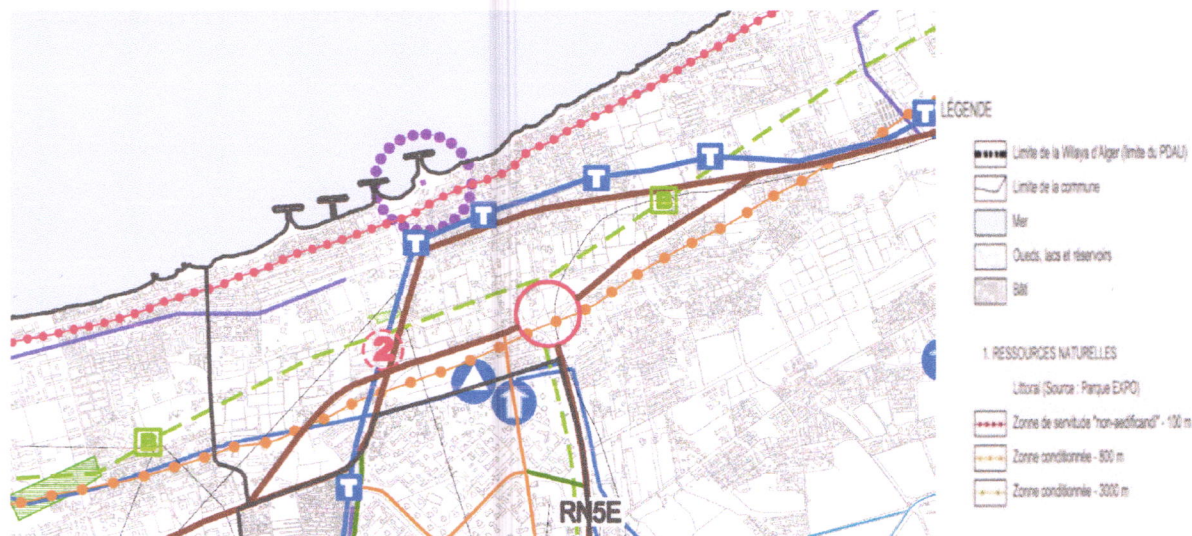 T
T
T
T
T
B
2
B
T
RN5E
LÉGENDE
Limite de la Wilaya d'Alger (limite du PDAU)
Limite de la commune
Mer
Oueds, lacs et réservoirs
Bâti
1. RESSOURCES NATURELLES
Littoral (Source : Parque EXPO)
Zone de servitude "non-aedificandi" - 100 m
Zone conditionnée - 800 m
Zone conditionnée - 3000 m